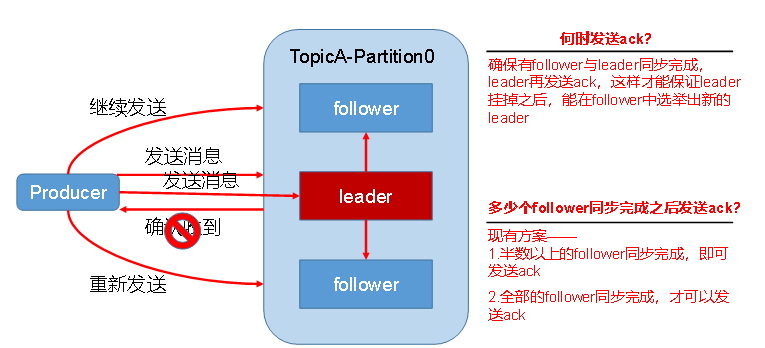 TopicA-Partition0
follower
继续发送
发送消息
发送消息
Producer
leader
确认收到
重新发送
follower
何时发送ack？
确保有follower与leader同步完成，
leader再发送ack，这样才能保证leader
挂掉之后，能在follower中选举出新的
leader
多少个follower同步完成之后发送ack？
现有方案——
1.半数以上的follower同步完成，即可
发送ack
2.全部的follower同步完成，才可以发
送ack